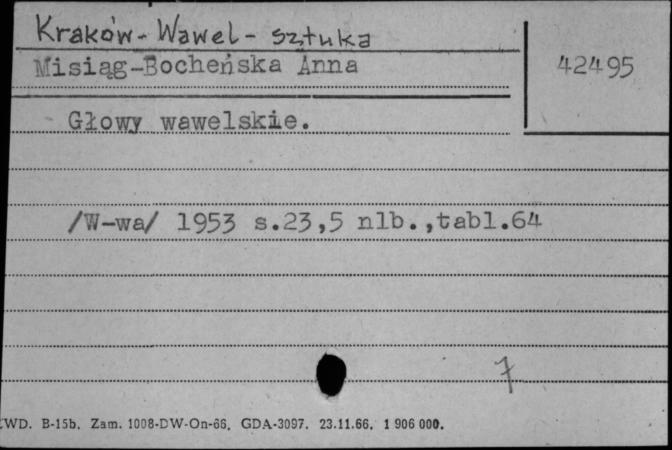 Kraków - Wawel - sztuka
Misiąg-Bocheńska Anna
42495
Głowy wawelskie.
/W-wa/ 1953 s.23,5 nlb.,tabl.64
7
WD. B-15b. Zam. 1008-DW-On-66. GDA-3097. 23.11.66. 1 906 000.